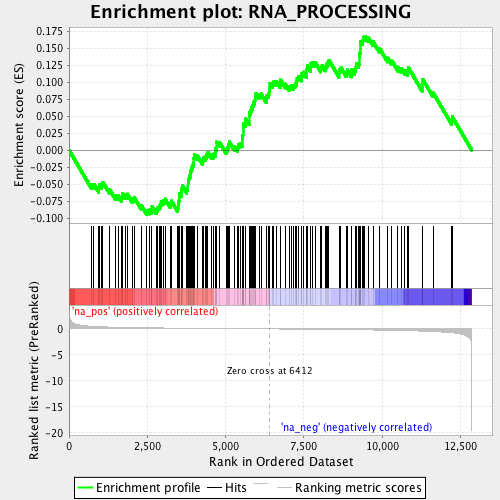 Enrichment plot: RNA_PROCESSING
Enrichment score (ES)
0.175
0.150
0.125
0.100
0.075
0.050
0.025
0.000
-0.025
-0.050
-0.075
-0.100
'na_pos' (positively correlated)
Ranked list metric (PreRanked)
0
-5
-10
-15
-20
Zero cross at 6412
'na_neg' (negatively correlated)
0 2,500 5,000 7,500 10,000 12,500
Rank in Ordered Dataset
Enrichment profile Hits Ranking metric scores